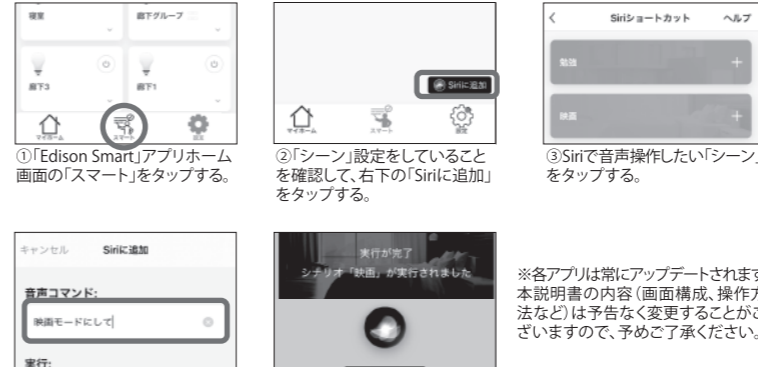 寝室
廊下グループ
廊下3
廊下1
マイホーム
スマート
設定
①「Edison Smart」アプリホーム
画面の「スマート」をタップする。
Siriに追加
マイホーム
スマート
設定
②「シーン」設定をしていること
を確認して、右下の「Siriに追加」
をタップする。
Siriショートカット
ヘルプ
勉強
映画
③Siriで音声操作したい「シーン」
をタップする。
キャンセル
Siriに追加
音声コマンド:
映画モードにして
実行:
実行が完了
シナリオ「映画」が実行されました
※各アプリは常にアップデートされます
本説明書の内容(画面構成、操作方
法など)は予告なく変更することがご
ざいますので、予めご了承ください。